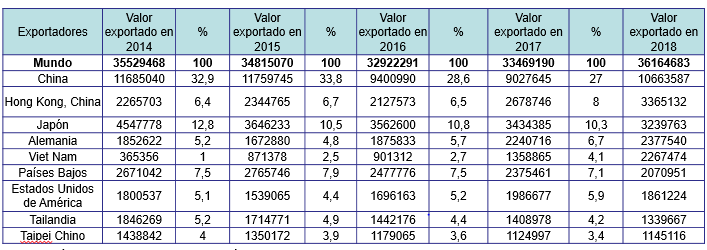 Exportadores Valor exportado en 2014 % Valor exportado en 2015 % Valor exportado en 2016 % Valor exportado en 2017 % Valor exportado en 2018
Mundo 35529468 100 34815070 100 32922291 100 33469190 100 36164683
China 11685040 32,9 11759745 33,8 9400990 28,6 9027645 27 10663587
Hong Kong, China 2265703 6,4 2344765 6,7 2127573 6,5 2678746 8 3365132
Japón 4547778 12,8 3646233 10,5 3562600 10,8 3434385 10,3 3239763
Alemania 1852622 5,2 1672880 4,8 1875833 5,7 2240716 6,7 2377540
Viet Nam 365356 1 871378 2,5 901312 2,7 1358865 4,1 2267474
Países Bajos 2671042 7,5 2765746 7,9 2477776 7,5 2375461 7,1 2070951
Estados Unidos de América 1800537 5,1 1539065 4,4 1696163 5,2 1986677 5,9 1861224
Tailandia 1846269 5,2 1714771 4,9 1442176 4,4 1408978 4,2 1339667
Taipei Chino 1438842 4 1350172 3,9 1179065 3,6 1124997 3,4 1145116